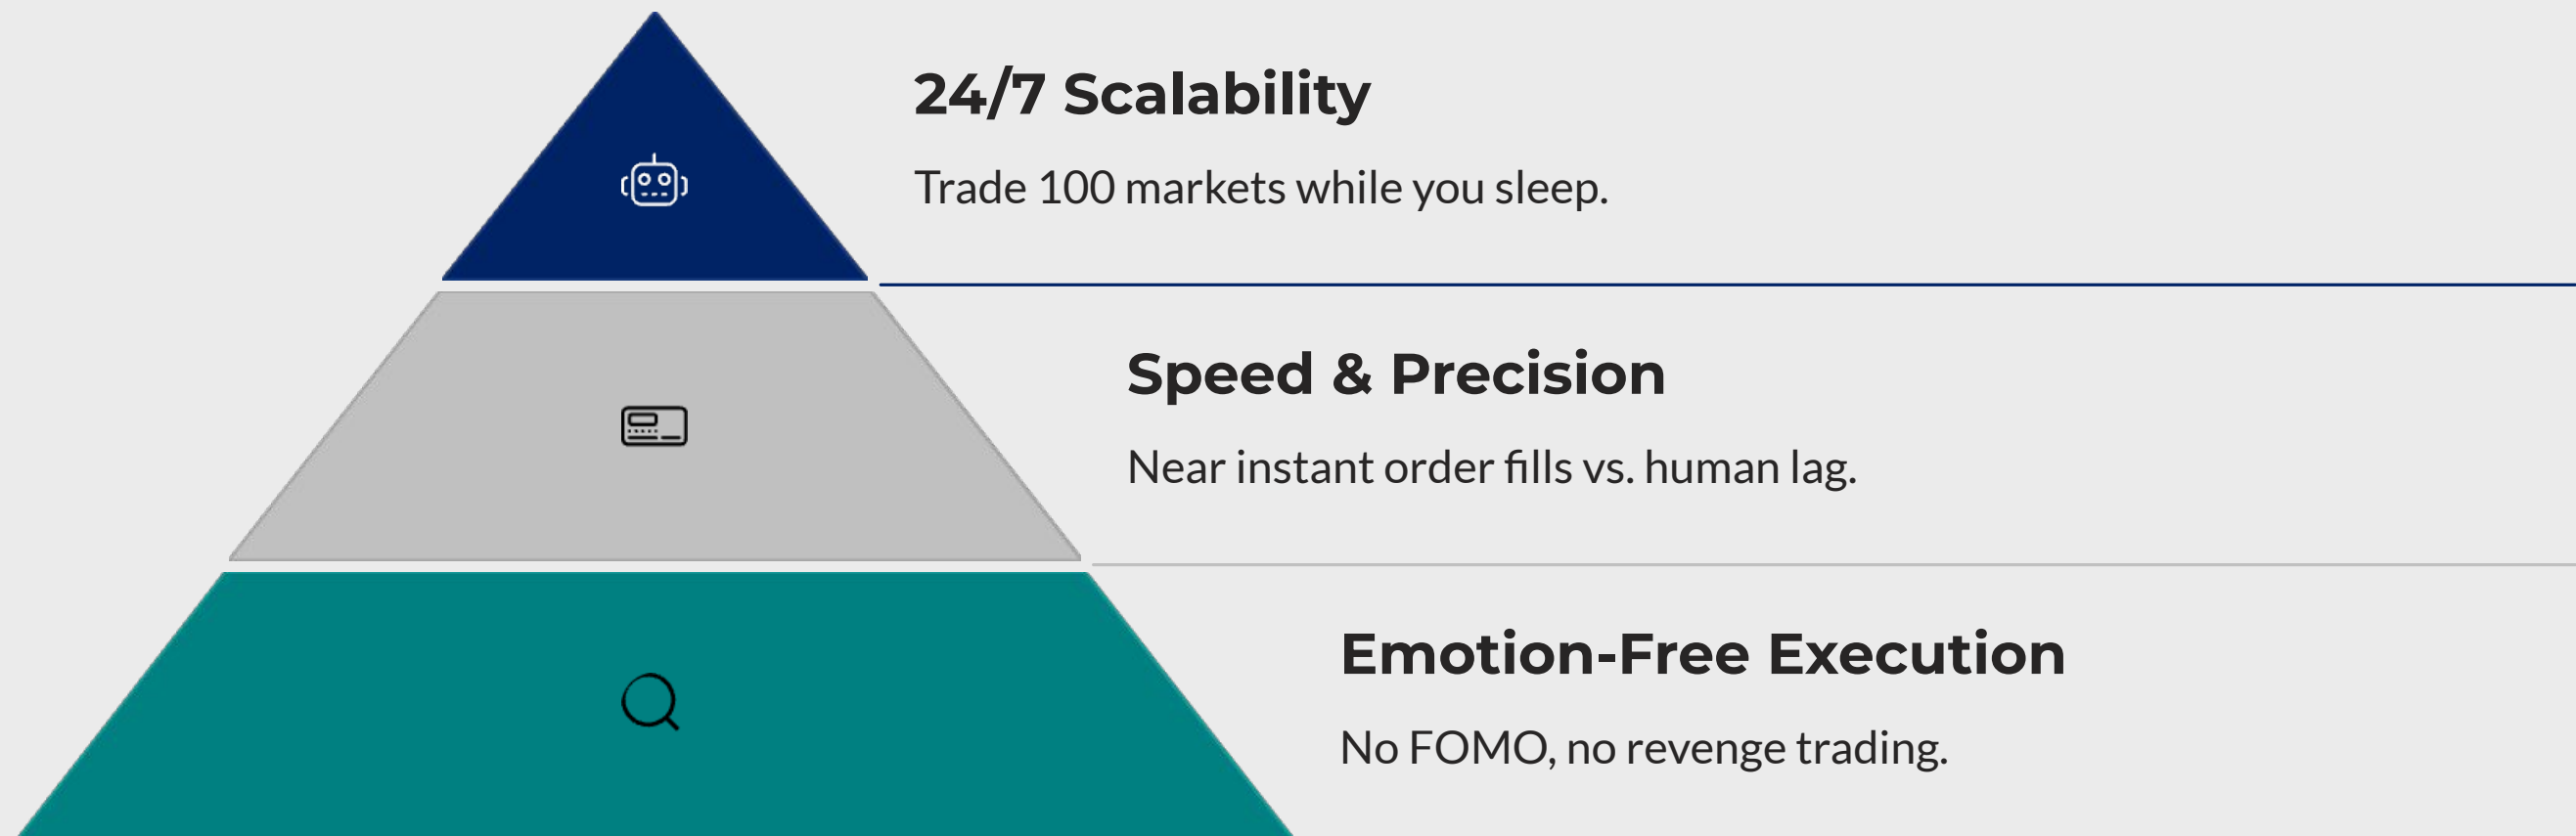 24/7 Scalability
Trade 100 markets while you sleep.
Speed & Precision
Near instant order fills vs. human lag.
Emotion-Free Execution
No FOMO, no revenge trading.